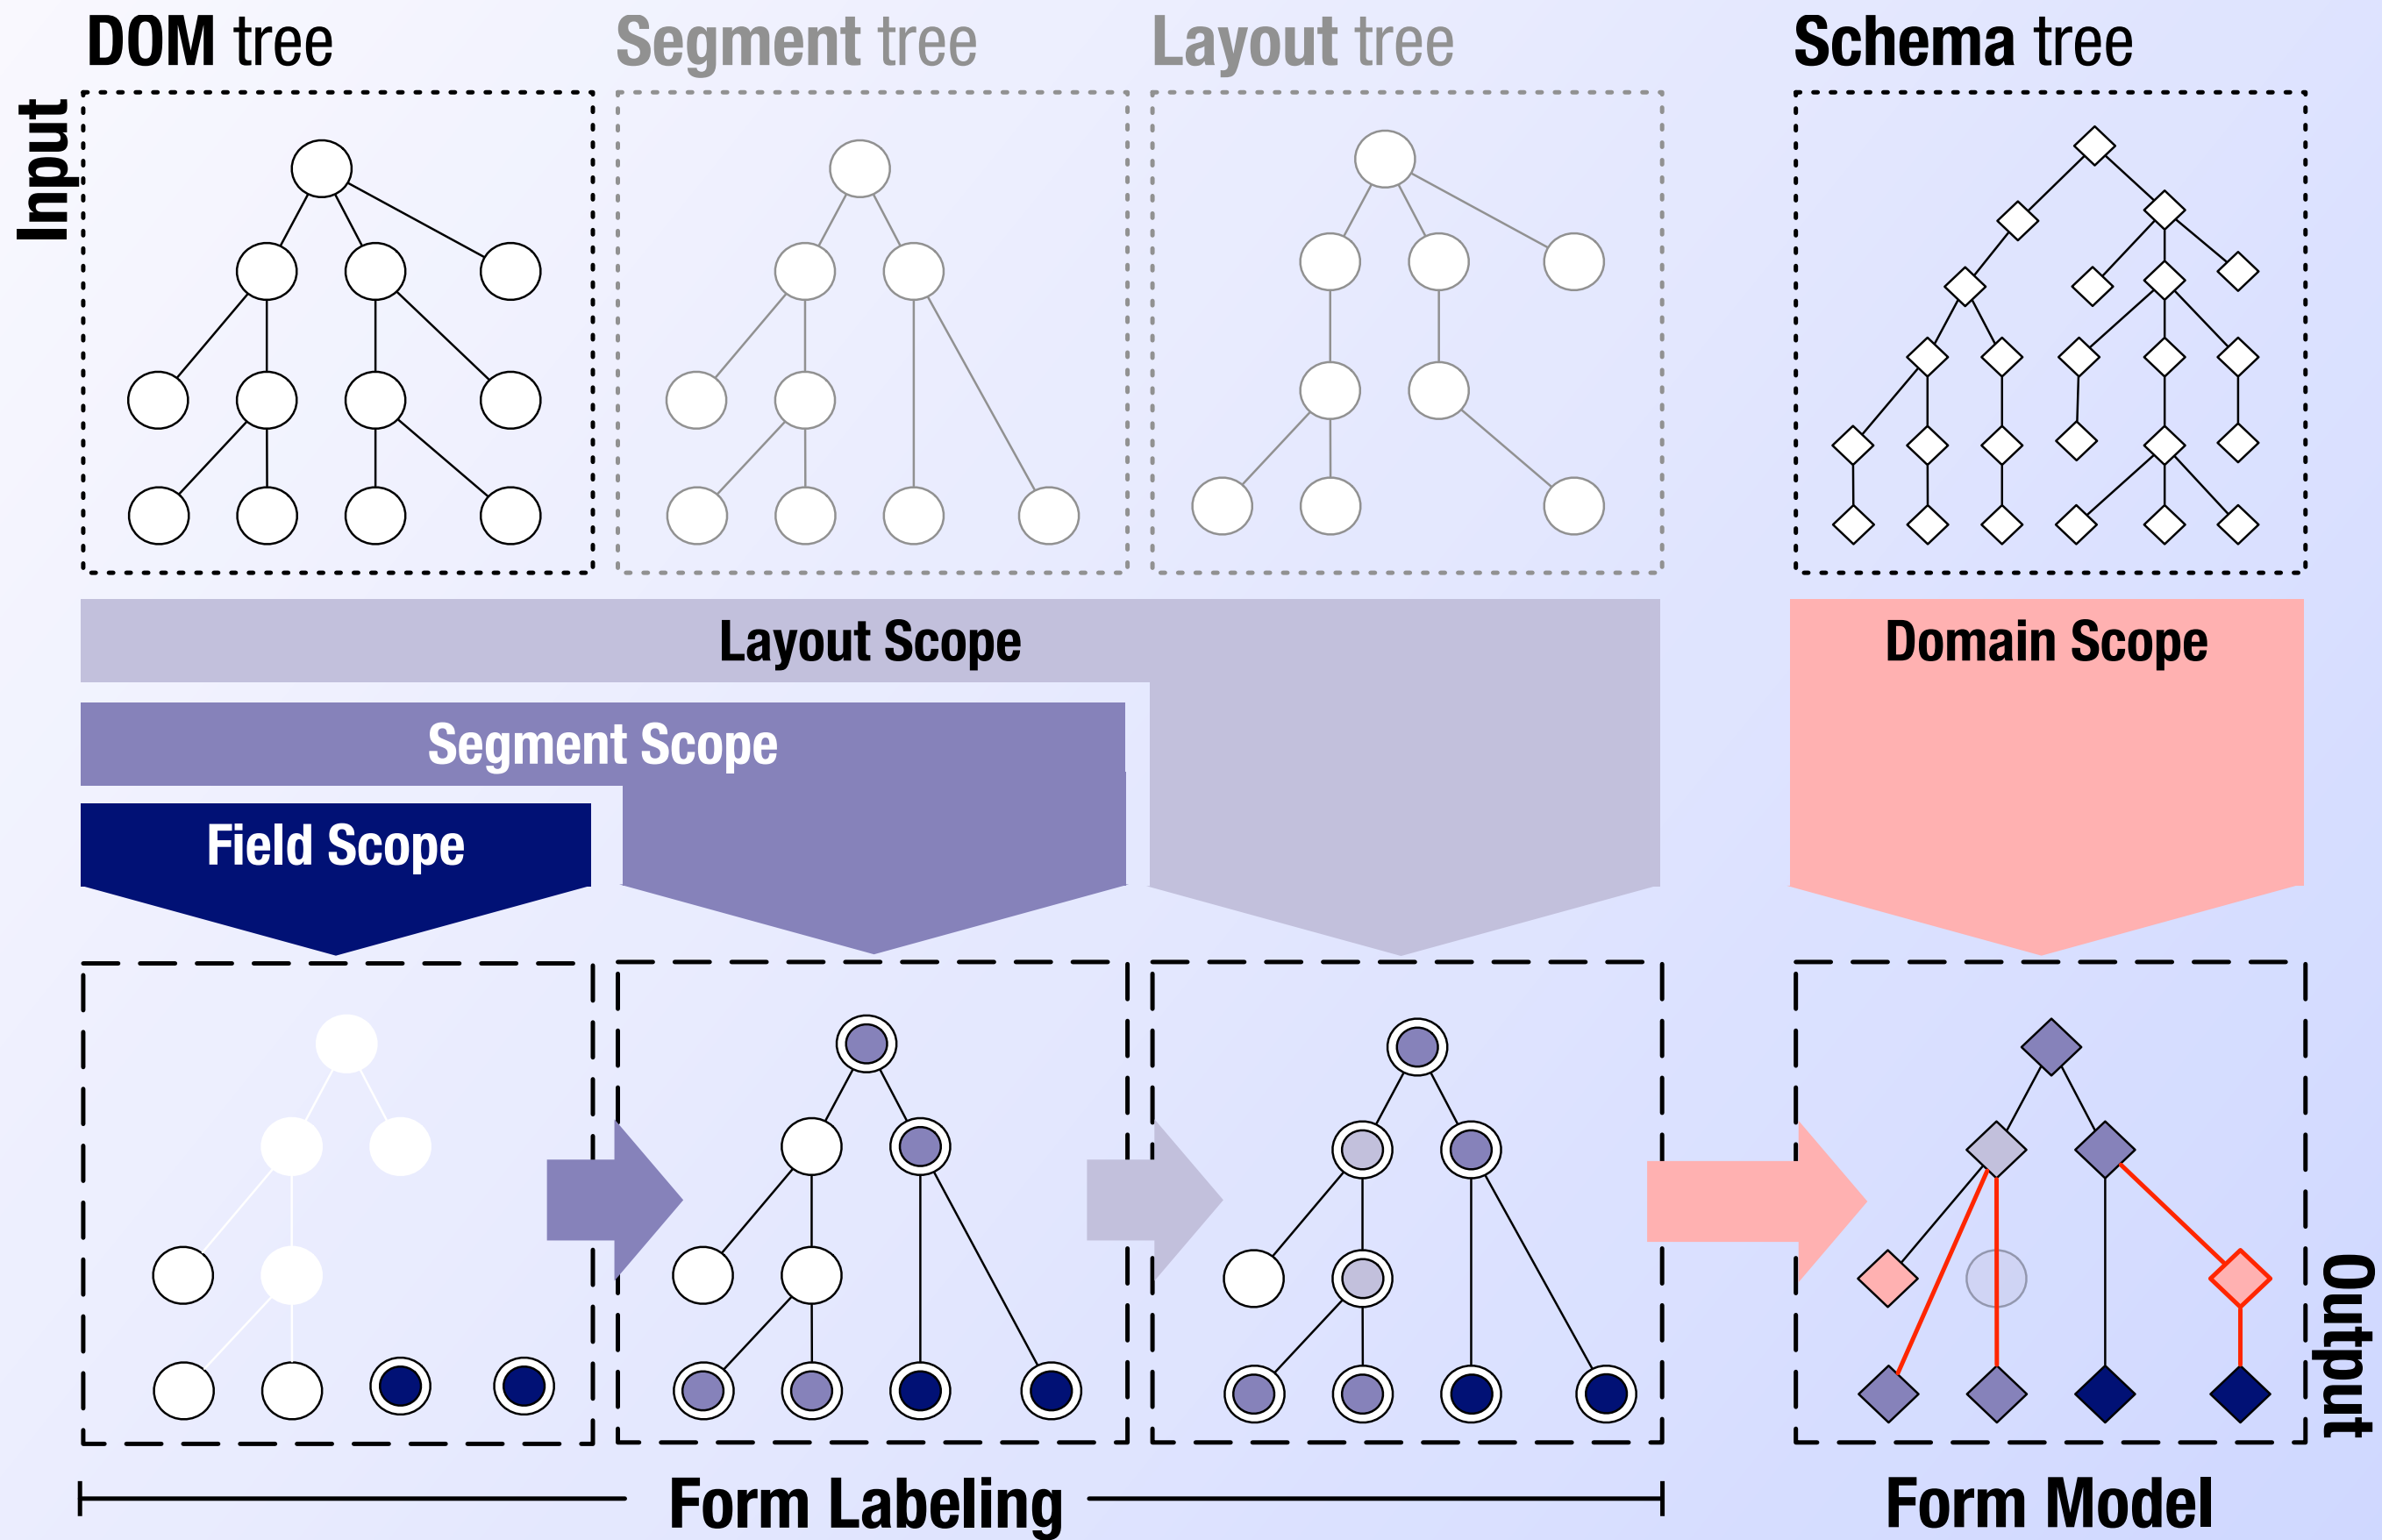 DOM tree
Segment tree
Layout tree
Schema tree
Input
Layout Scope
Domain Scope
Segment Scope
Field Scope
Output
Form Labeling
Form Model